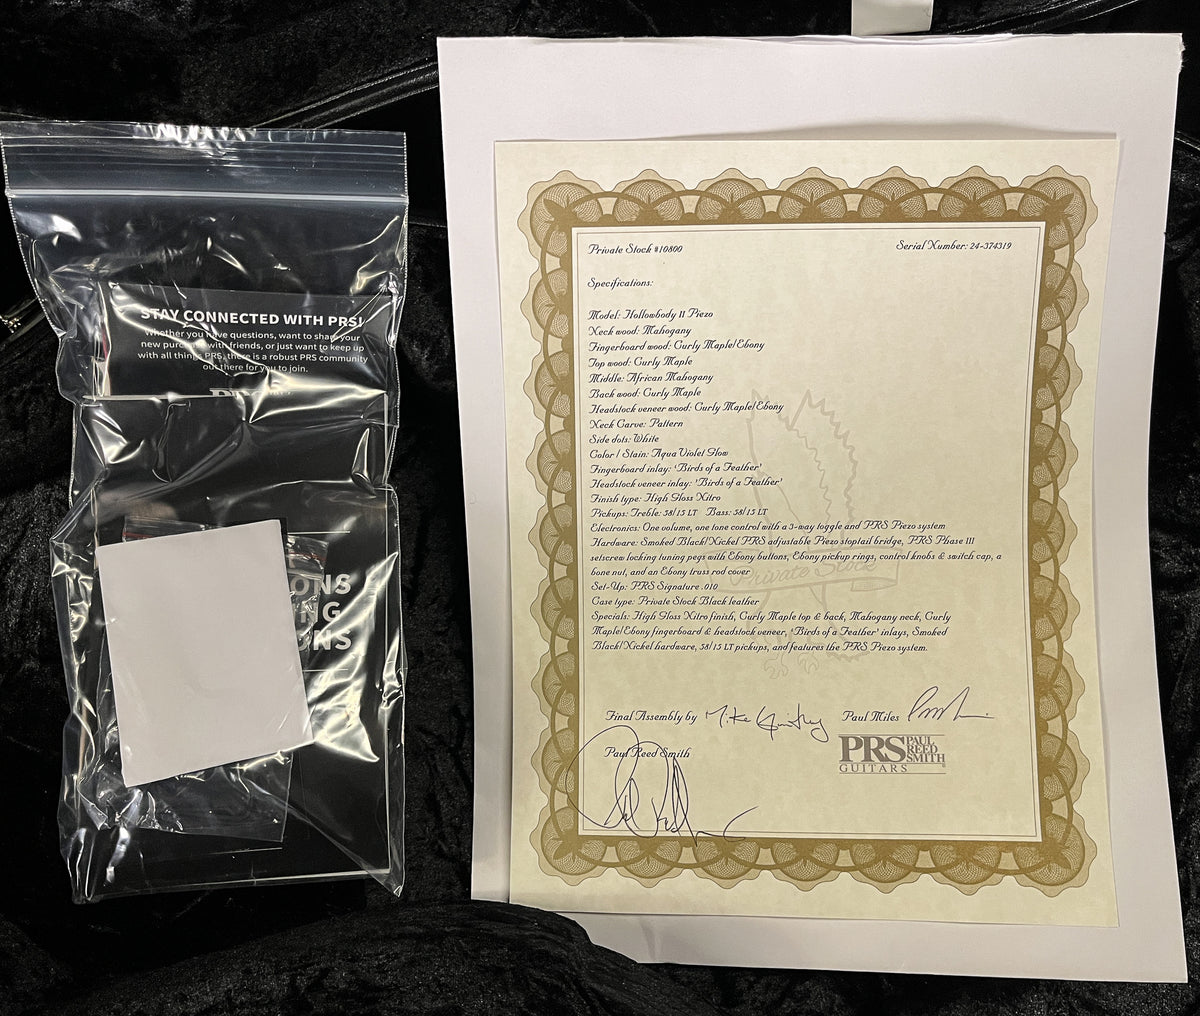 STAY CONNECTED WITH PRS!
Whether you have questions, want to share your
new purchase with friends, or just want to keep up
with all things PRS, there is a robust PRS community
out there for you to join.
ONS
NG
ONS
Private Stock #10800
Serial Number: 24-374319
Specifications:
Model: Hollowbody II Piezo
Neck wood: Mahogany
Fingerboard wood: Curly Maple/Ebony
Top wood: Curly Maple
Middle: African Mahogany
Back wood: Curly Maple
Headstock veneer wood: Curly Maple/Ebony
Neck Carve: Pattern
Side dots: White
Color / Stain: Aqua Violet Glow
Fingerboard inlay: 'Birds of a Feather'
Headstock veneer inlay: 'Birds of a Feather'
Finish type: High Gloss Nitro
Pickups: Treble: 58/15 LT Bass: 58/15 LT
Electronics: One volume, one tone control with a 3-way toggle and PRS Piezo system
Hardware: Smoked Black/Nickel PRS adjustable Piezo stoptail bridge, PRS Phase III
setscrew locking tuning pegs with Ebony buttons, Ebony pickup rings, control knobs & switch cap, a
bone nut, and an Ebony truss rod cover
Private Stock
Set-Up: PRS Signature .010
Case type: Private Stock Black leather
Specials: High Gloss Nitro finish, Curly Maple top & back, Mahogany neck, Curly
Maple/Ebony fingerboard & headstock veneer, 'Birds of a Feather' inlays, Smoked
Black/Nickel hardware, 58/15 LT pickups, and features the PRS Piezo system.
Final Assembly by Mike
Paul Miles
Paul Reed Smith
PRS PAUL REED SMITH
GUITARS